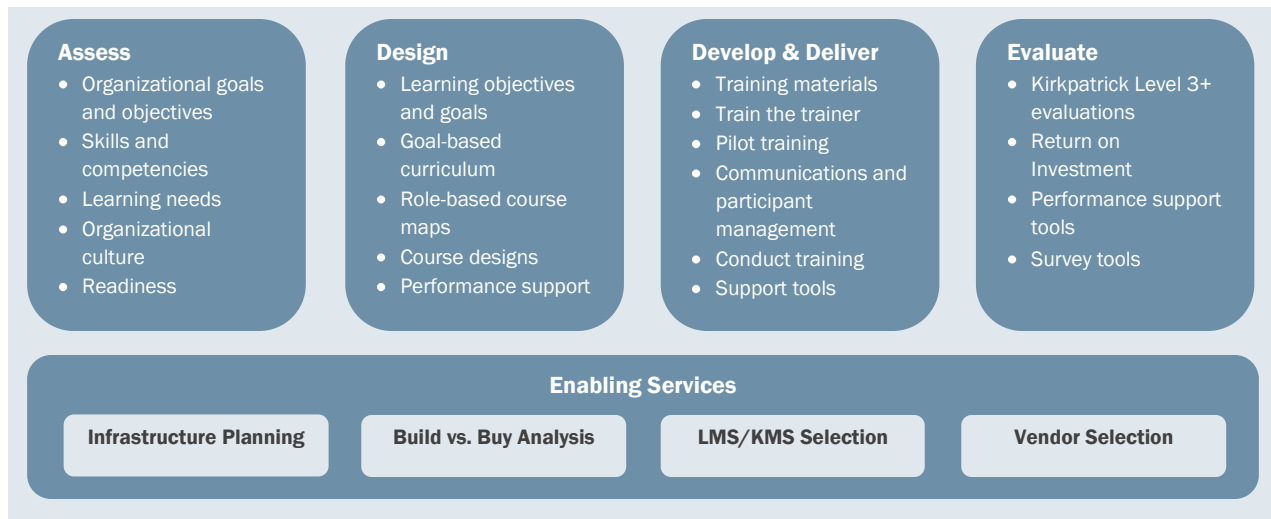 Assess
• Organizational goals
and objectives
• Skills and
competencies
• Learning needs
• Organizational
culture
• Readiness
Design
• Learning objectives
and goals
• Goal-based
curriculum
• Role-based course
maps
• Course designs
• Performance support
Develop & Deliver
• Training materials
• Train the trainer
• Pilot training
• Communications and
participant
management
• Conduct training
• Support tools
Evaluate
• Kirkpatrick Level 3+
evaluations
• Return on
Investment
• Performance support
tools
• Survey tools
Enabling Services
Infrastructure Planning
Build vs. Buy Analysis
LMS/KMS Selection
Vendor Selection